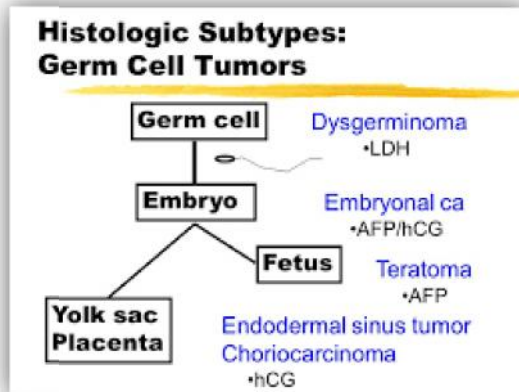 Histologic Subtypes:
Germ Cell Tumors
Germ cell
Dysgerminoma
•LDH
Embryo
Embryonal ca
•AFP/hCG
Fetus
Teratoma
•AFP
Yolk sac
Placenta
Endodermal sinus tumor
Choriocarcinoma
•hCG